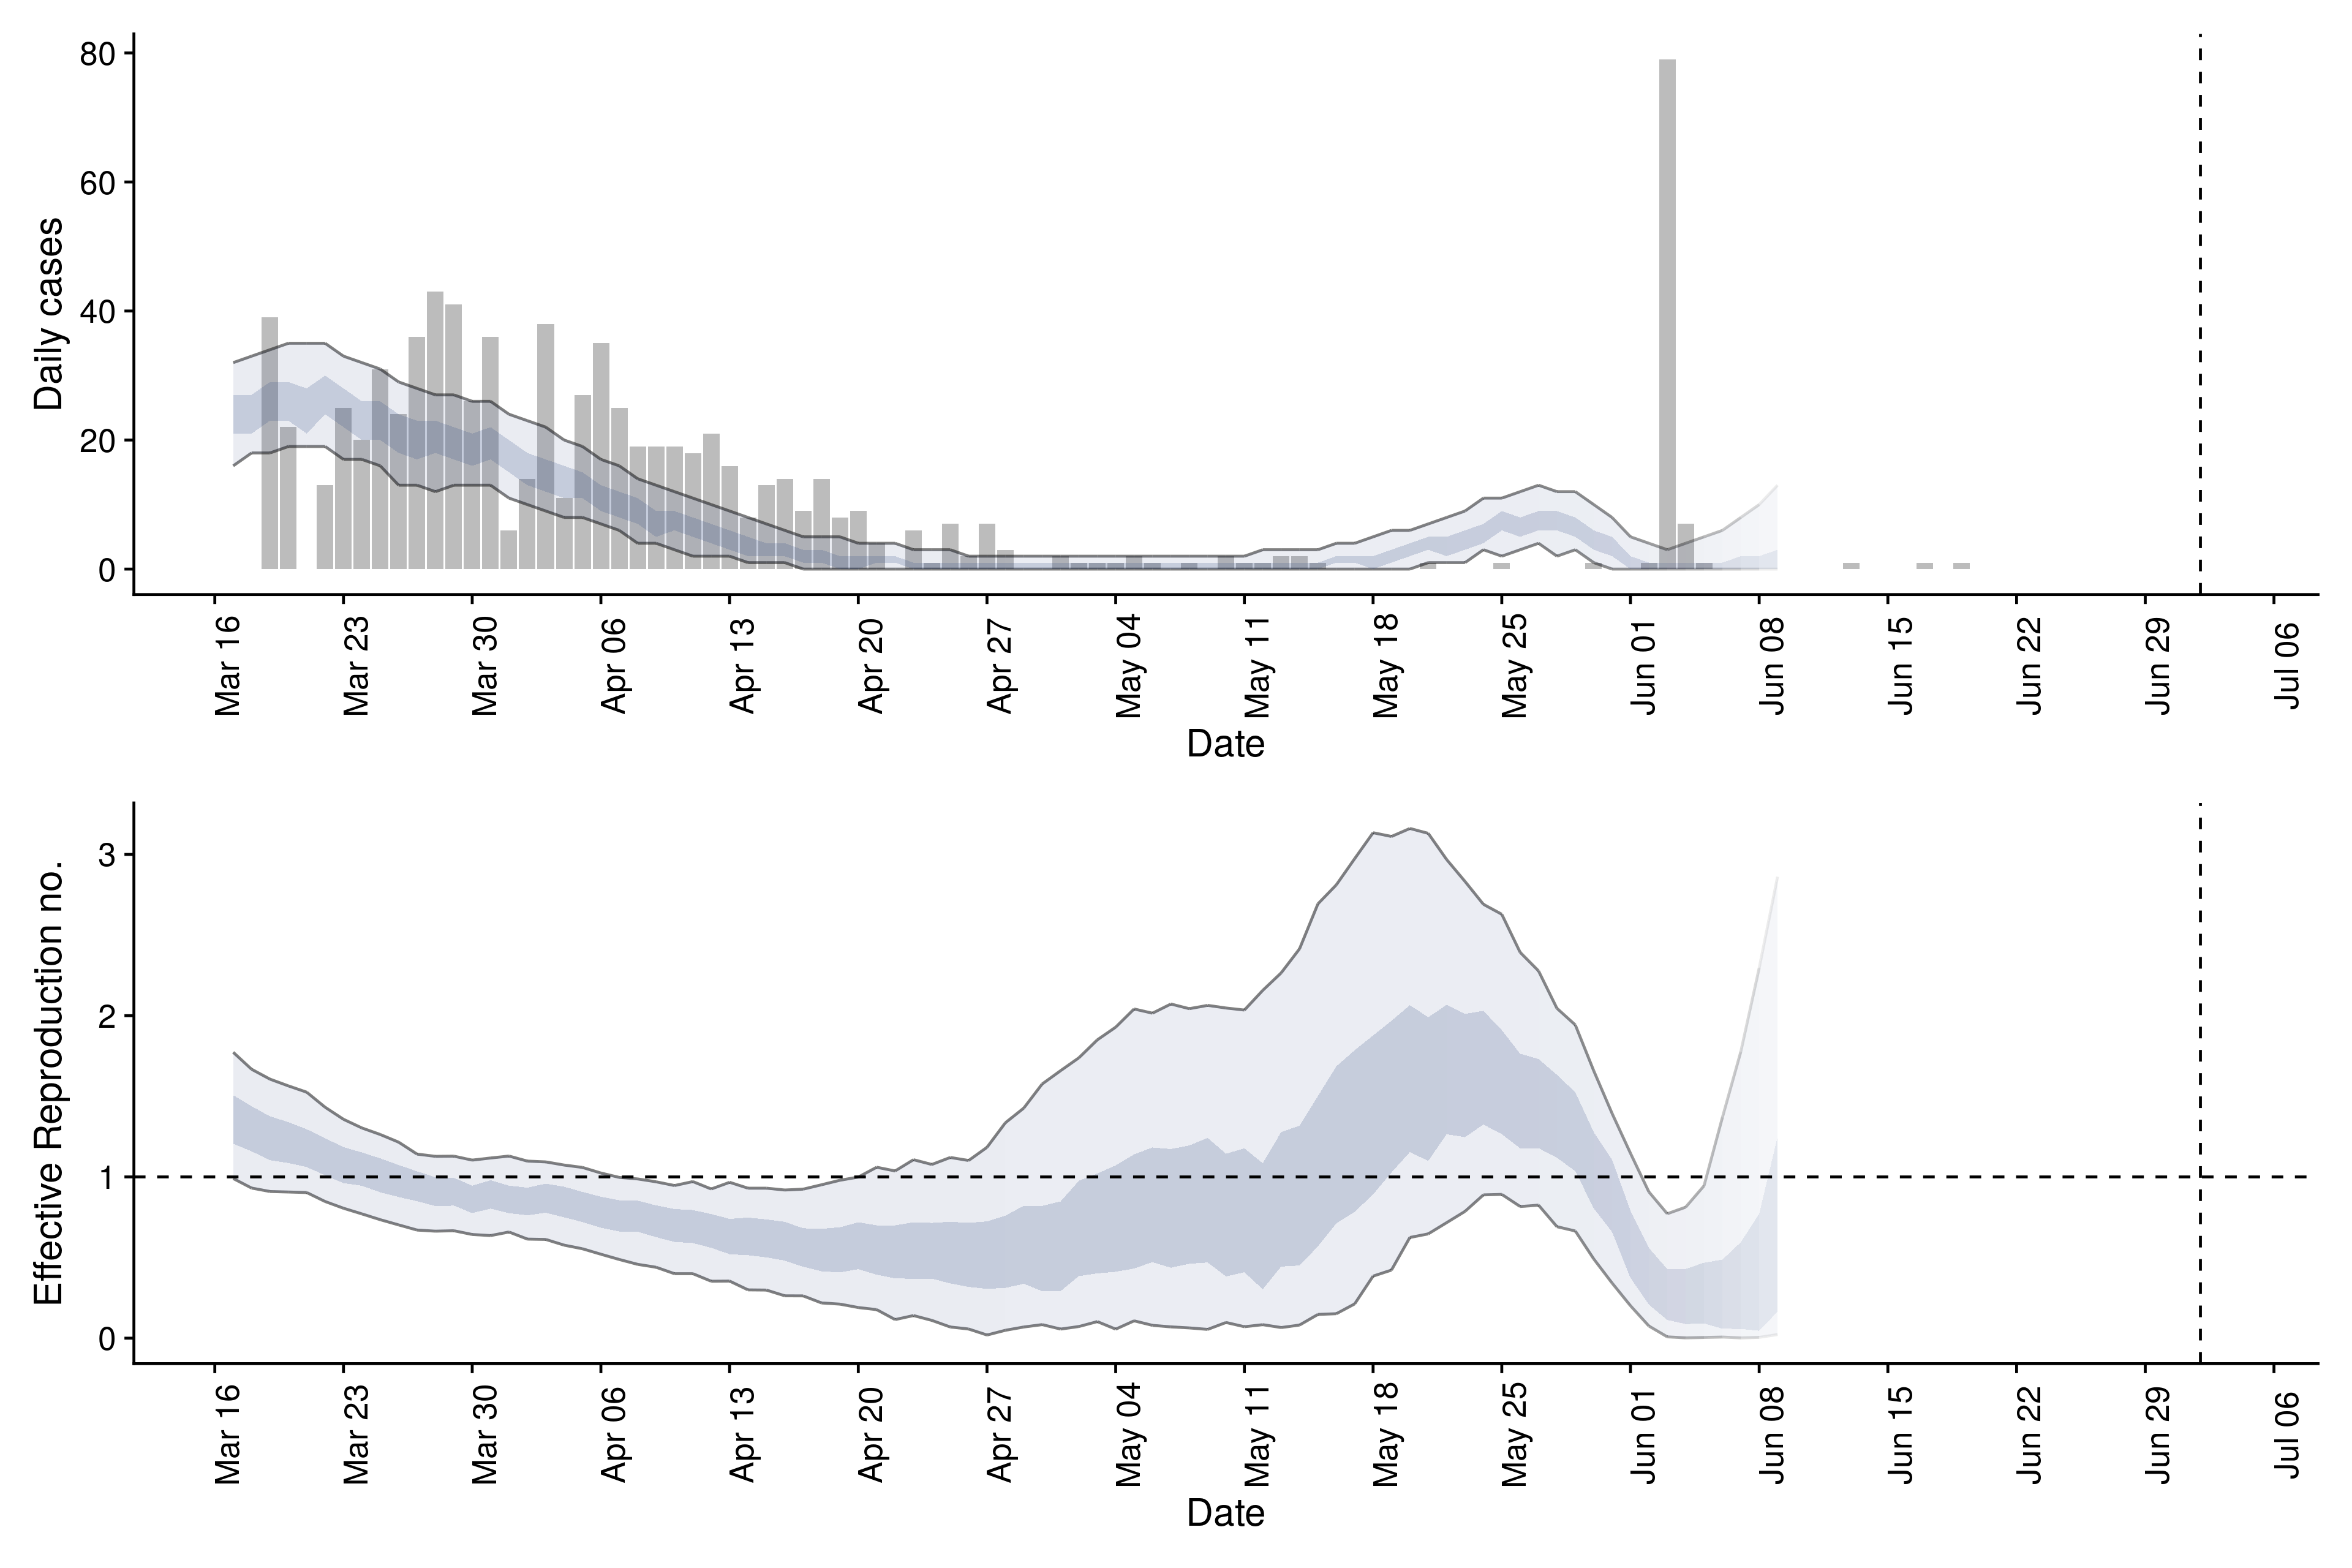 80
60
40
20
0
Daily cases
Mar 16
Mar 23
Mar 30
Apr 06
Apr 13
Apr 20
Apr 27
May 04
May 11
May 18
May 25
Jun 01
Jun 08
Jun 15
Jun 22
Jun 29
Jul 06
Date
3
2
1
0
Effective Reproduction no.
Mar 16
Mar 23
Mar 30
Apr 06
Apr 13
Apr 20
Apr 27
May 04
May 11
May 18
May 25
Jun 01
Jun 08
Jun 15
Jun 22
Jun 29
Jul 06
Date